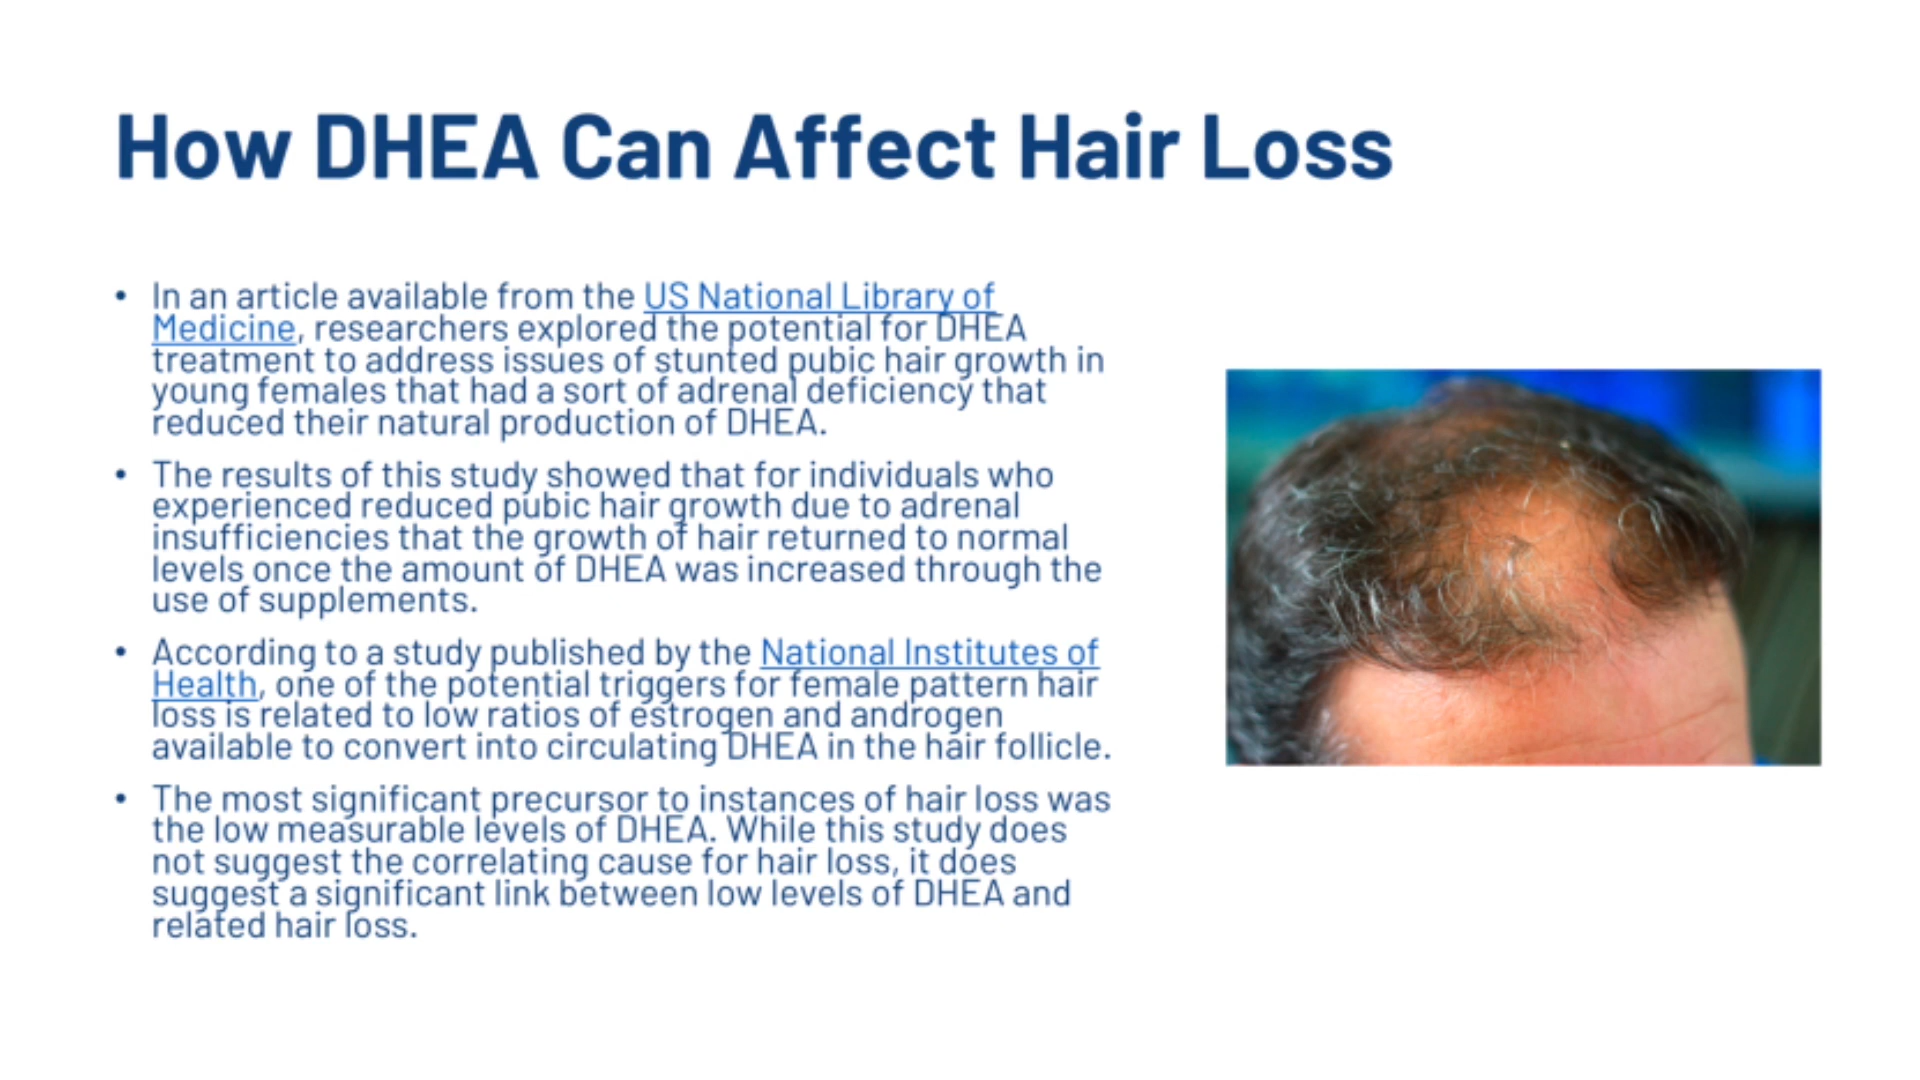 How DHEA Can Affect Hair Loss
• In an article available from the US National Library of
Medicine, researchers explored the potential for DHEA
treatment to address issues of stunted pubic hair growth in
young females that had a sort of adrenal deficiency that
reduced their natural production of DHEA.
• The results of this study showed that for individuals who
experienced reduced pubic hair growth due to adrenal
insufficiencies that the growth of hair returned to normal
levels once the amount of DHEA was increased through the
use of supplements.
• According to a study published by the National Institutes of
Health, one of the potential triggers for female pattern hair
loss is related to low ratios of estrogen and androgen
available to convert into circulating DHEA in the hair follicle.
• The most significant precursor to instances of hair loss was
the low measurable levels of DHEA. While this study does
not suggest the correlating cause for hair loss, it does
suggest a significant link between low levels of DHEA and
related hair loss.